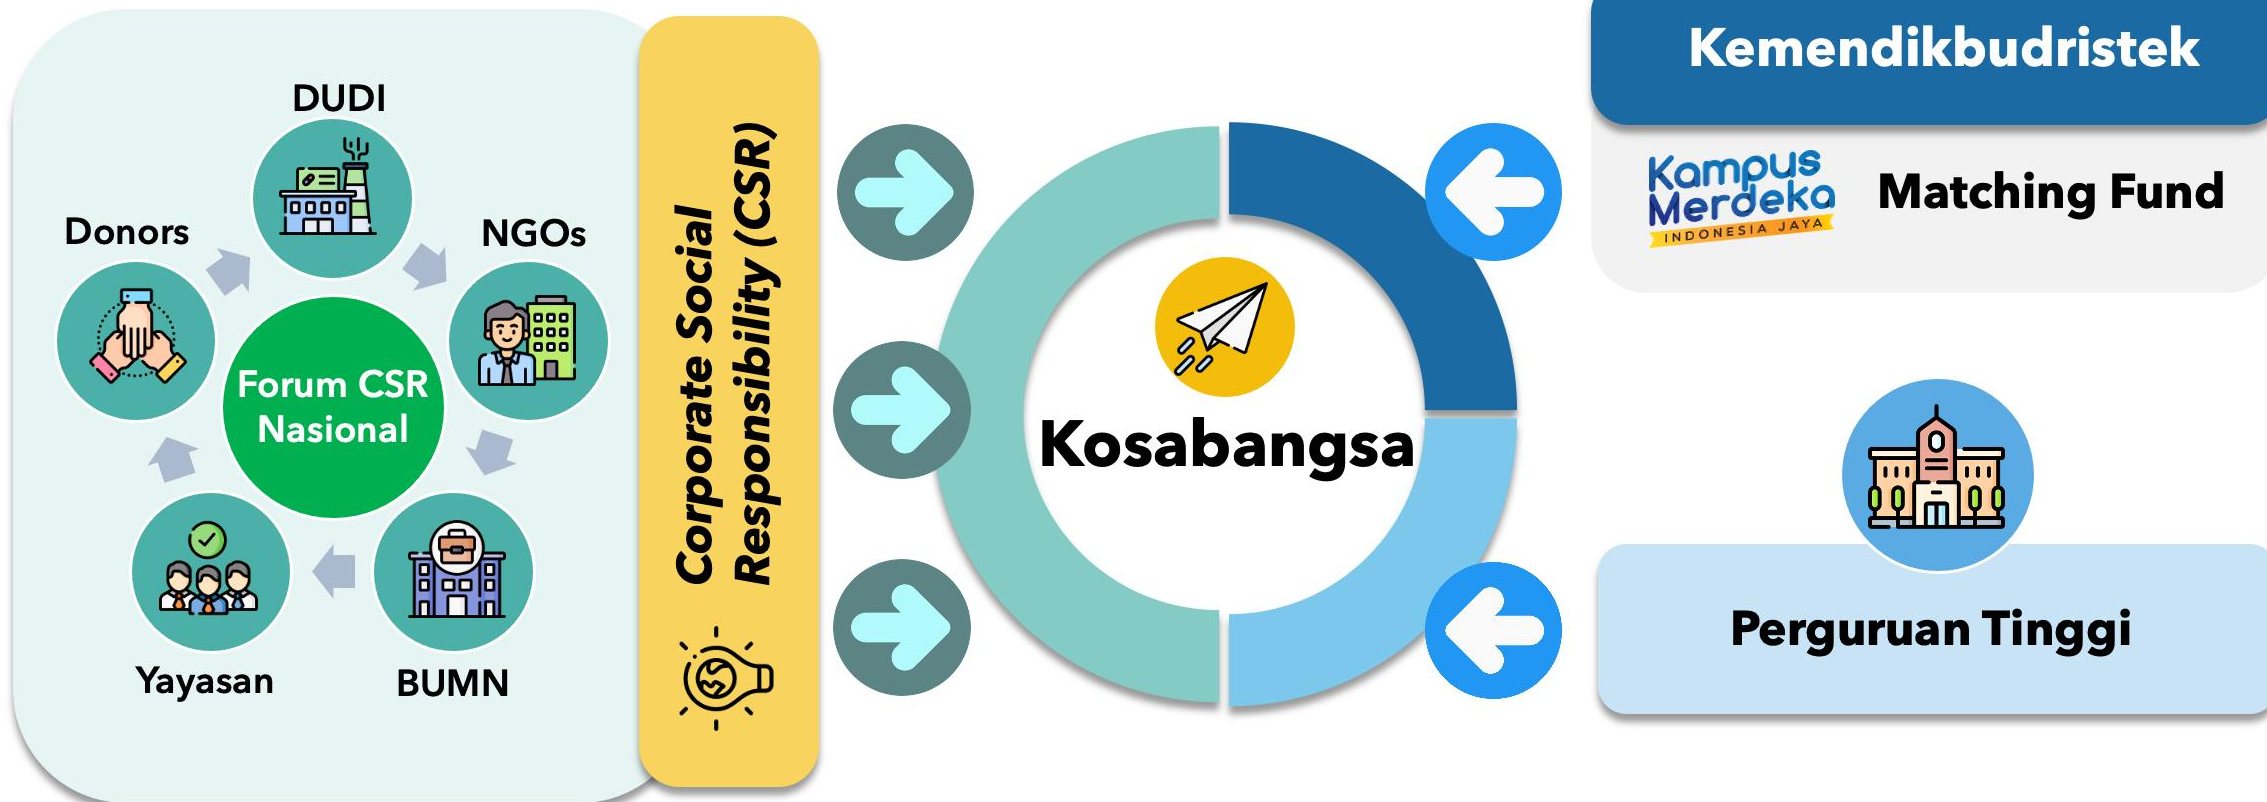 DUDI
Donors
NGOs
Forum CSR
Nasional
Yayasan
BUMN
Corporate Social
Responsibility (CSR)
Kosabangsa
Kemendikbudristek
Kampus
Merdeka
INDONESIA JAYA
Matching Fund
Perguruan Tinggi